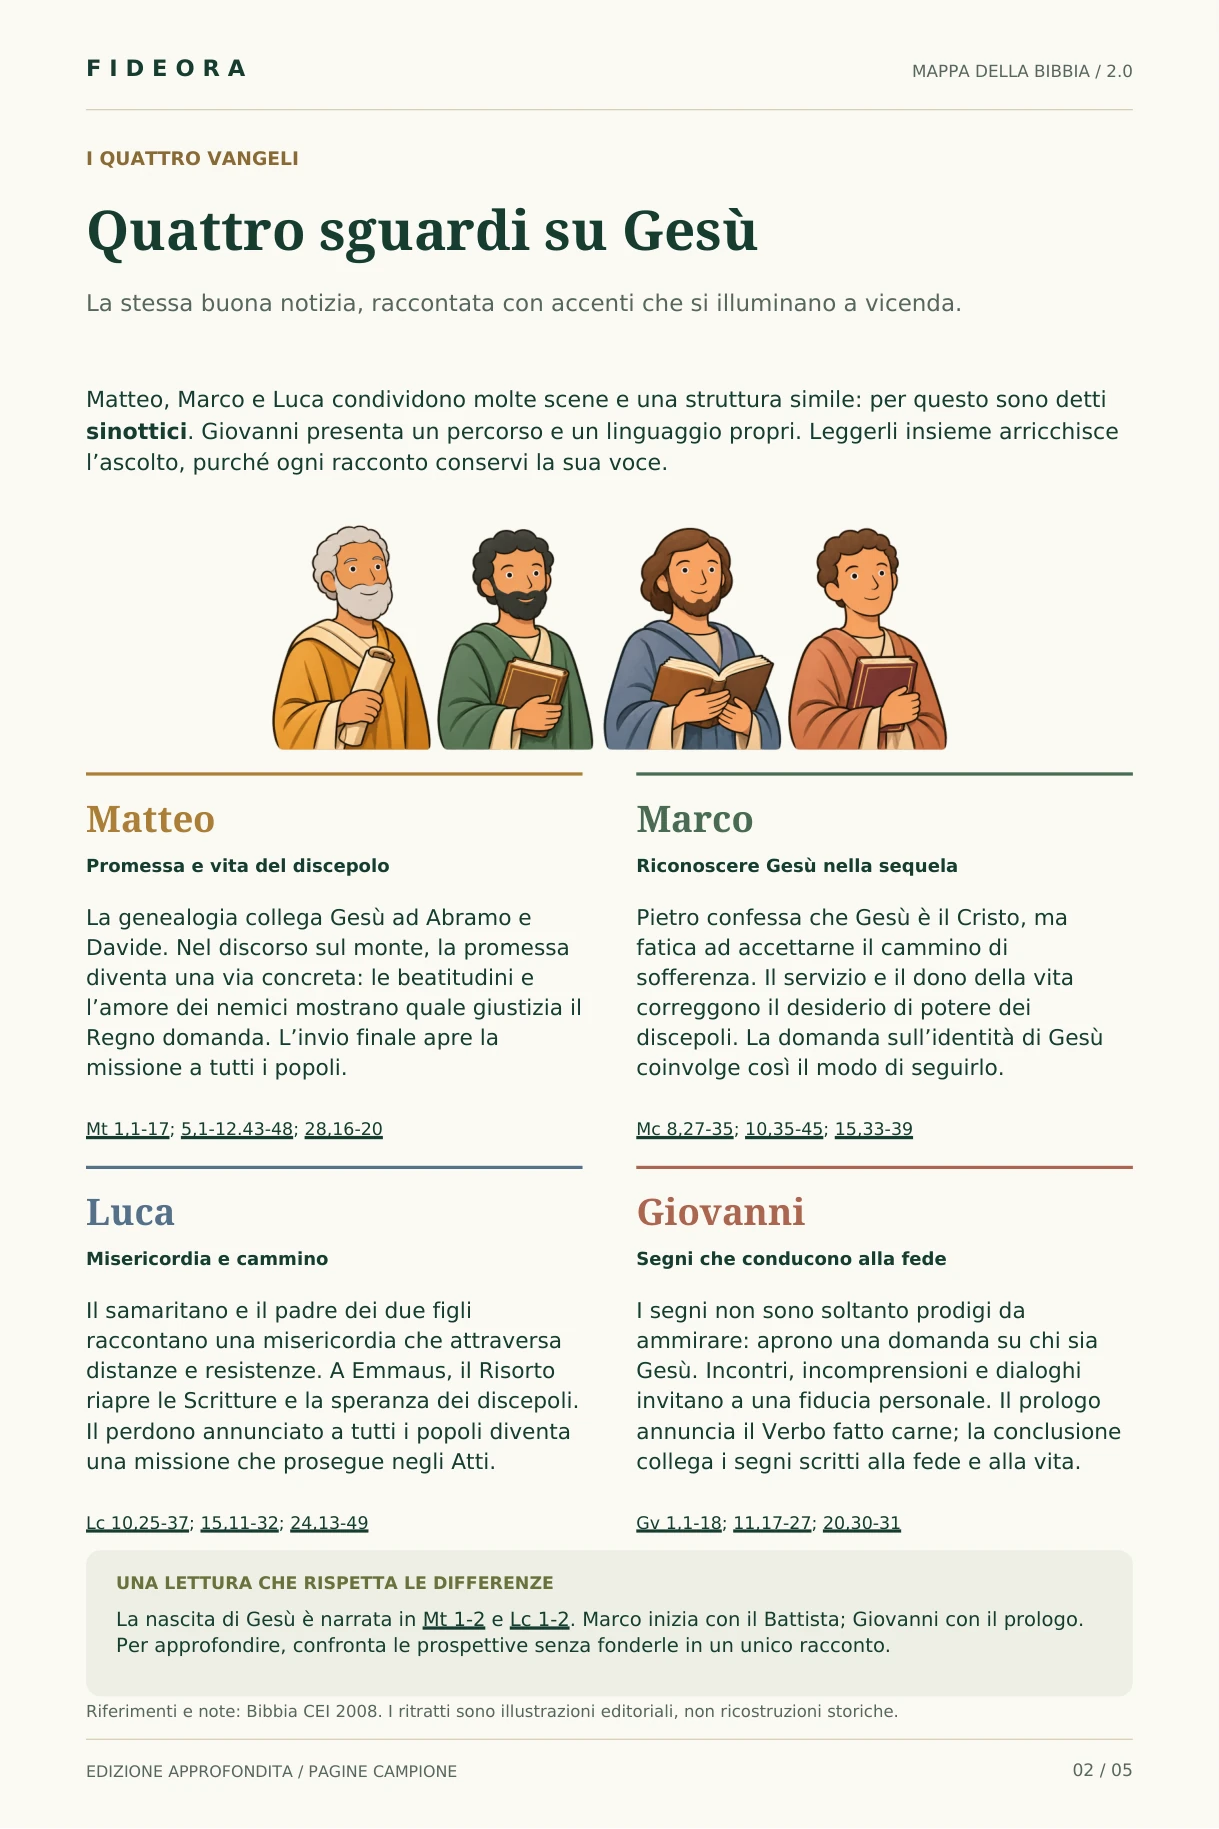 FIDEORA
MAPPA DELLA BIBBIA / 2.0
I QUATTRO VANGELI
Quattro sguardi su Gesù
La stessa buona notizia, raccontata con accenti che si illuminano a vicenda.
Matteo, Marco e Luca condividono molte scene e una struttura simile: per questo sono detti
sinottici. Giovanni presenta un percorso e un linguaggio propri. Leggerli insieme arricchisce
l’ascolto, purché ogni racconto conservi la sua voce.
Matteo
Promessa e vita del discepolo
La genealogia collega Gesù ad Abramo e
Davide. Nel discorso sul monte, la promessa
diventa una via concreta: le beatitudini e
l’amore dei nemici mostrano quale giustizia il
Regno domanda. L’invio finale apre la
missione a tutti i popoli.
Mt 1,1-17; 5,1-12.43-48; 28,16-20
Marco
Riconoscere Gesù nella sequela
Pietro confessa che Gesù è il Cristo, ma
fatica ad accettarne il cammino di
sofferenza. Il servizio e il dono della vita
correggono il desiderio di potere dei
discepoli. La domanda sull’identità di Gesù
coinvolge così il modo di seguirlo.
Mc 8,27-35; 10,35-45; 15,33-39
Luca
Misericordia e cammino
Il samaritano e il padre dei due figli
raccontano una misericordia che attraversa
distanze e resistenze. A Emmaus, il Risorto
riapre le Scritture e la speranza dei discepoli.
Il perdono annunciato a tutti i popoli diventa
una missione che prosegue negli Atti.
Lc 10,25-37; 15,11-32; 24,13-49
Giovanni
Segni che conducono alla fede
I segni non sono soltanto prodigi da
ammirare: aprono una domanda su chi sia
Gesù. Incontri, incomprensioni e dialoghi
invitano a una fiducia personale. Il prologo
annuncia il Verbo fatto carne; la conclusione
collega i segni scritti alla fede e alla vita.
Gv 1,1-18; 11,17-27; 20,30-31
UNA LETTURA CHE RISPETTA LE DIFFERENZE
La nascita di Gesù è narrata in Mt 1-2 e Lc 1-2. Marco inizia con il Battista; Giovanni con il prologo.
Per approfondire, confronta le prospettive senza fonderle in un unico racconto.
Riferimenti e note: Bibbia CEI 2008. I ritratti sono illustrazioni editoriali, non ricostruzioni storiche.
EDIZIONE APPROFONDITA / PAGINE CAMPIONE
02 / 05